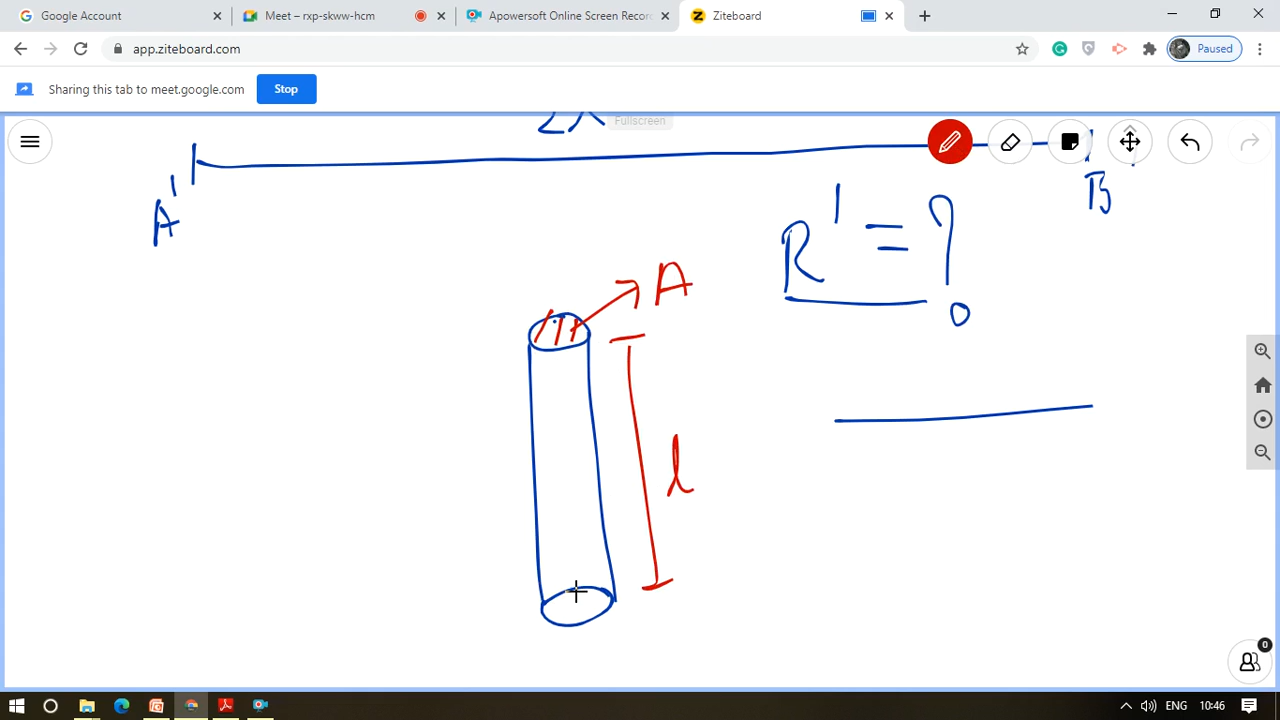 Google Account
Meet – rxp-skww-hcm
Apowersoft Online Screen Recor
Ziteboard
app.ziteboard.com
Paused
Sharing this tab to meet.google.com
Stop
Fullscreen
A'
B
R' = ?
A
l
0
ENG
10:46